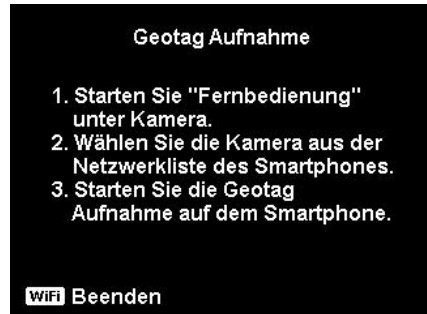 Geotag Aufnahme
1. Starten Sie "Fernbedienung"
unter Kamera.
2. Wählen Sie die Kamera aus der
Netzwerkliste des Smartphones.
3. Starten Sie die Geotag
Aufnahme auf dem Smartphone.
WiFi Beenden